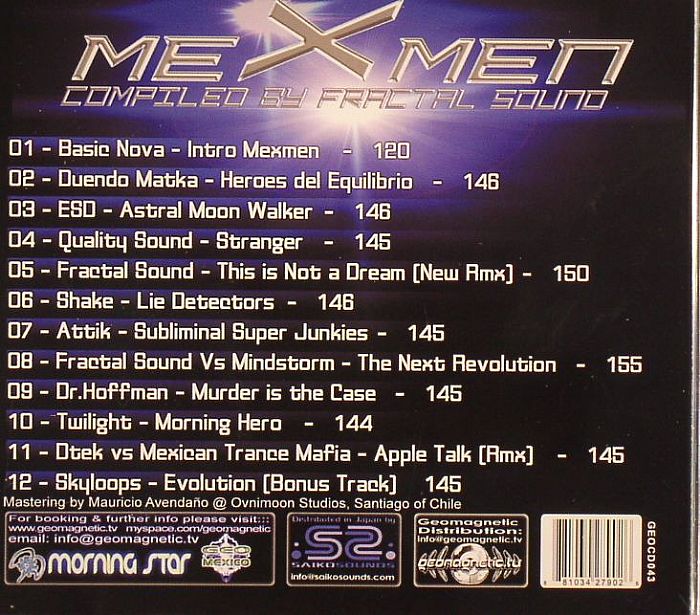 MEXMEN
COMPILED BY FRACTAL SOUND
01 - Basic Nova - Intro Mexmen - 120
02 - Duendo Matka - Heroes del Equilibrio - 146
03 - ESD - Astral Moon Walker - 146
04 - Quality Sound - Stranger - 145
05 - Fractal Sound - This is Not a Dream (New Rmx) - 150
06 - Shake - Lie Detectors - 146
07 - Attik - Subliminal Super Junkies - 145
08 - Fractal Sound Vs Mindstorm - The Next Revolution - 155
09 - Dr.Hoffman - Murder is the Case - 145
10 - Twilight - Morning Hero - 144
11 - Dtek vs Mexican Trance Mafia - Apple Talk (Rmx) - 145
12 - Skyloops - Evolution (Bonus Track) 145
Mastering by Mauricio Avendaño @ Ovnimoon Studios, Santiago of Chile
For booking & further info please visit:::
www.geomagnetic.tv myspace.com/geomagnetic
email: info@geomagnetic.tv
morning star
GEO MEXICO
Distributed in Japan by
SAIKOSOUNDS
info@saikosounds.com
Geomagnetic
Distribution:
info@geomagnetic.tv
geomagnetic.tv
8 81034 27902
GEOCD043